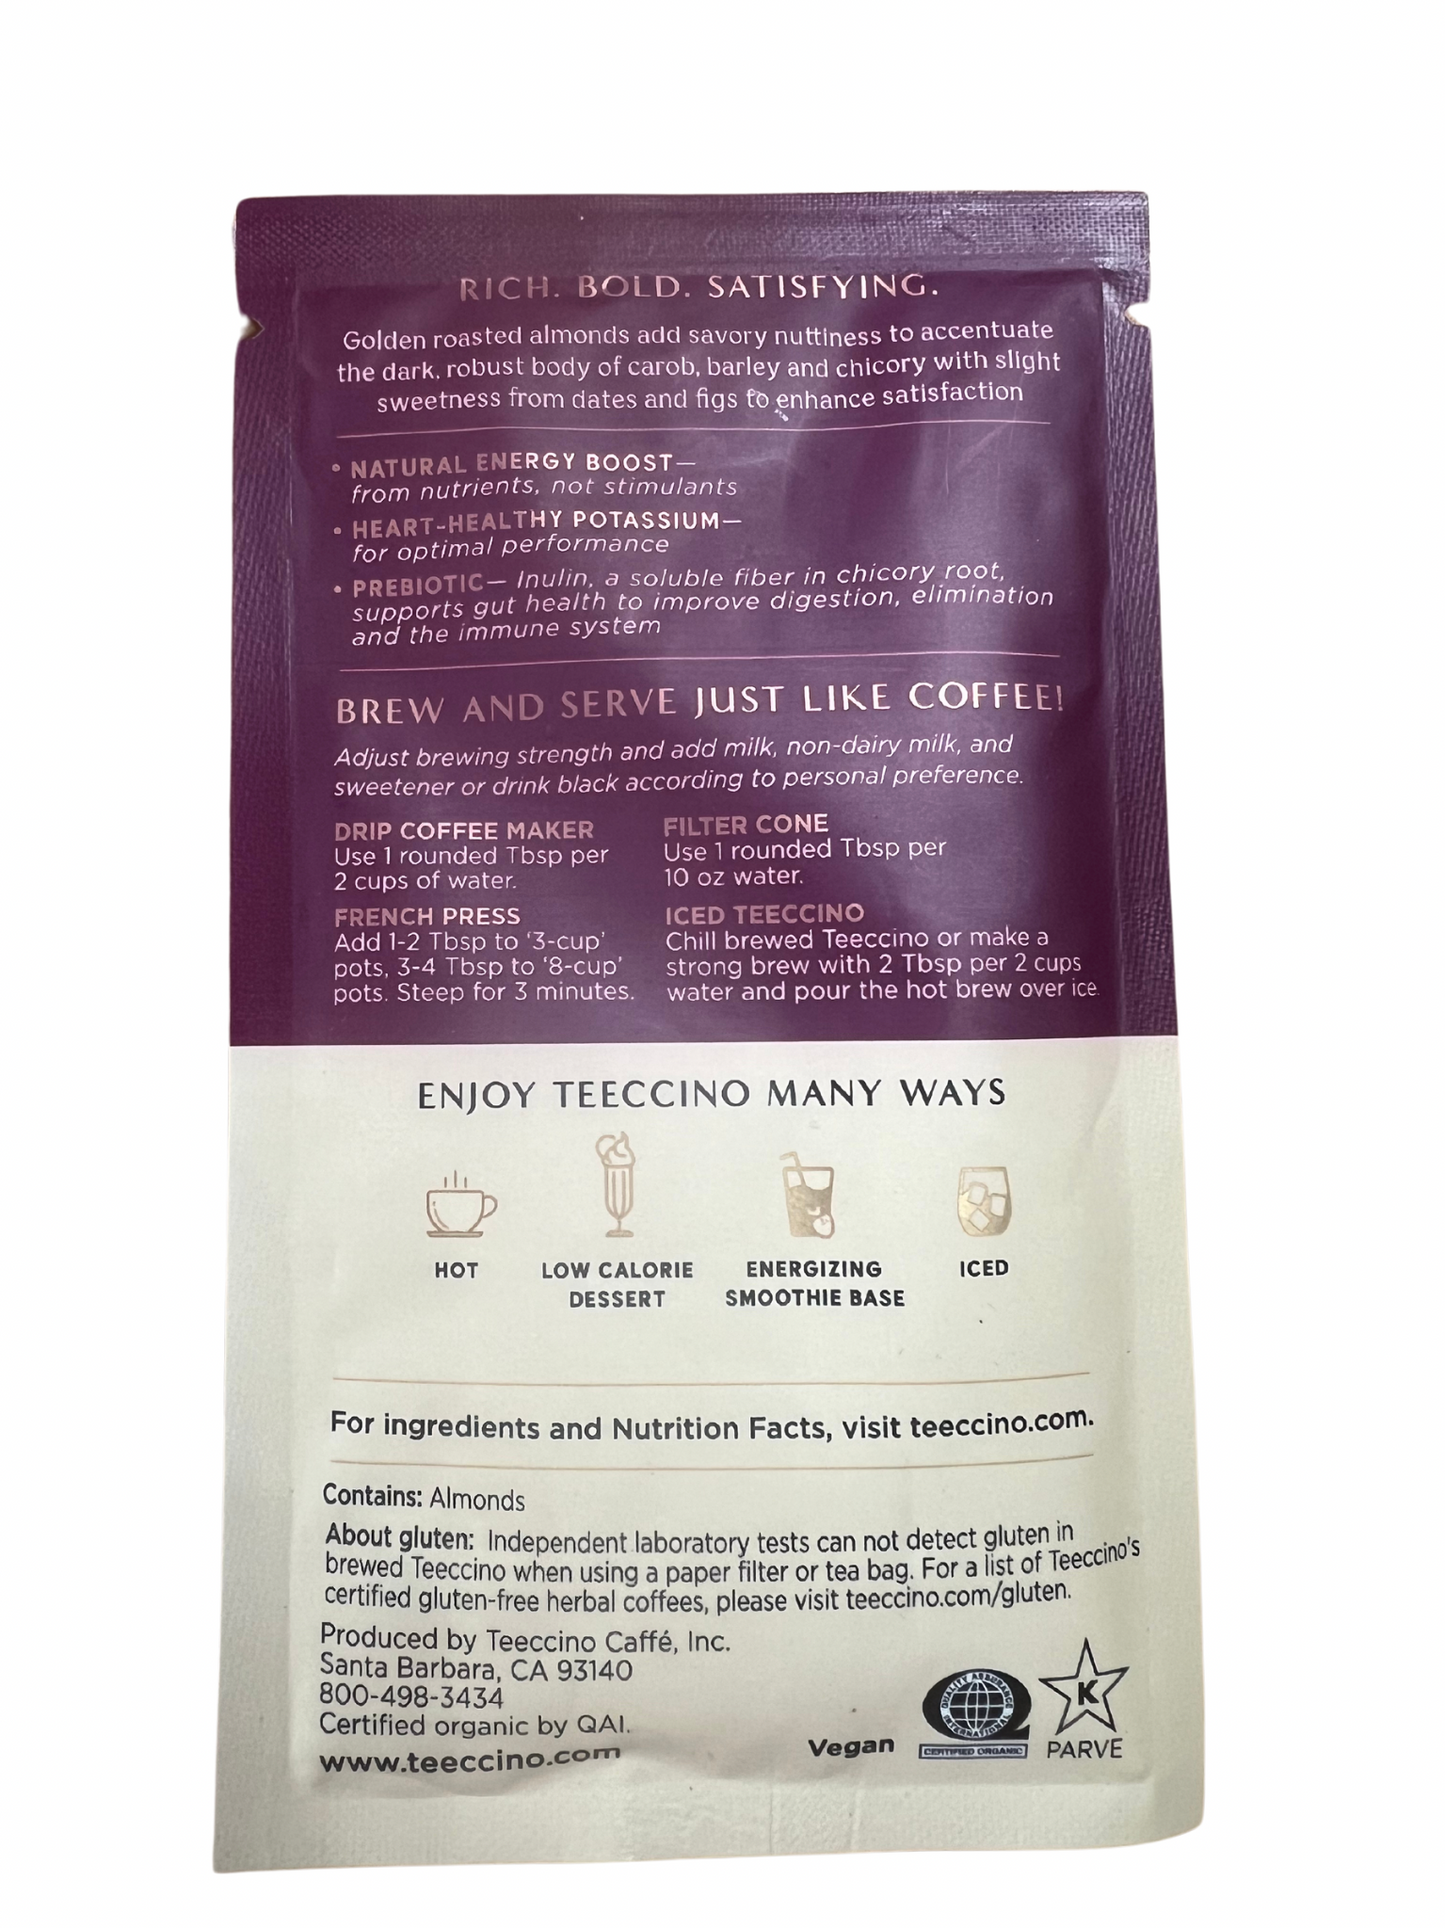 RICH. BOLD. SATISFYING.
Golden roasted almonds add savory nuttiness to accentuate
the dark, robust body of carob, barley and chicory with slight
sweetness from dates and figs to enhance satisfaction
• NATURAL ENERGY BOOST—
from nutrients, not stimulants
• HEART-HEALTHY POTASSIUM—
for optimal performance
• PREBIOTIC— Inulin, a soluble fiber in chicory root,
supports gut health to improve digestion, elimination
and the immune system
BREW AND SERVE JUST LIKE COFFEE!
Adjust brewing strength and add milk, non-dairy milk, and
sweetener or drink black according to personal preference.
DRIP COFFEE MAKER
Use 1 rounded Tbsp per
2 cups of water.
FILTER CONE
Use 1 rounded Tbsp per
10 oz water.
FRENCH PRESS
Add 1-2 Tbsp to ‘3-cup’
pots, 3-4 Tbsp to ‘8-cup’
pots. Steep for 3 minutes.
ICED TEECCINO
Chill brewed Teeccino or make a
strong brew with 2 Tbsp per 2 cups
water and pour the hot brew over ice.
ENJOY TEECCINO MANY WAYS
HOT
LOW CALORIE
DESSERT
ENERGIZING
SMOOTHIE BASE
ICED
For ingredients and Nutrition Facts, visit teeccino.com.
Contains: Almonds
About gluten: Independent laboratory tests can not detect gluten in
brewed Teeccino when using a paper filter or tea bag. For a list of Teeccino's
certified gluten-free herbal coffees, please visit teeccino.com/gluten.
Produced by Teeccino Caffé, Inc.
Santa Barbara, CA 93140
800-498-3434
Certified organic by QAI.
www.teeccino.com
Vegan
QUALITY ASSURANCE
INTERNATIONAL
CERTIFIED ORGANIC
K
PARVE